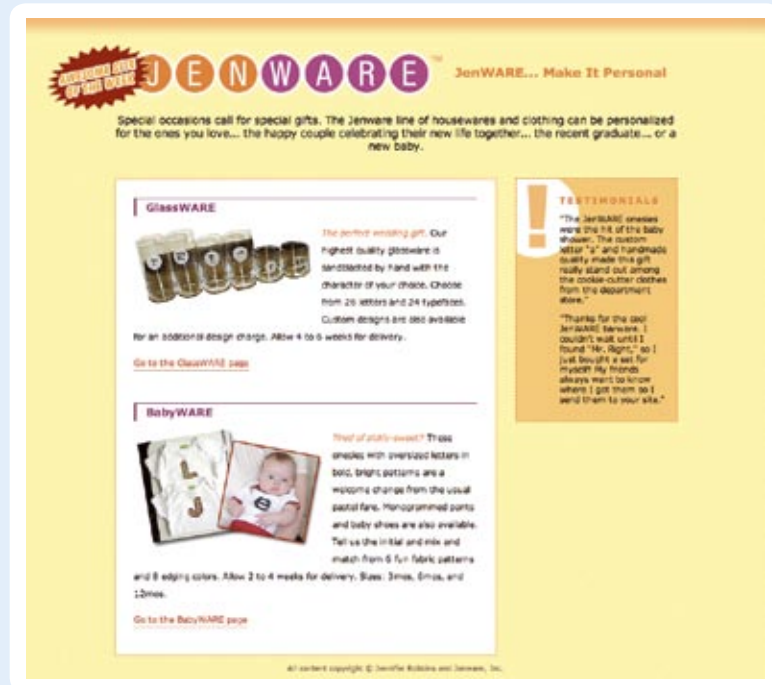 AWESOME SITE
OF THE WEEK
JENWARE™
JenWARE... Make It Personal
Special occasions call for special gifts. The Jenware line of housewares and clothing can be personalized
for the ones you love... the happy couple celebrating their new life together... the recent graduate... or a
new baby.
GlassWARE
The perfect wedding gift. Our
highest quality glassware is
sandblasted by hand with the
character of your choice. Choose
from 26 letters and 24 typefaces.
Custom designs are also available
for an additional design charge. Allow 4 to 6 weeks for delivery.
Go to the GlassWARE page
BabyWARE
Tired of sickly-sweet? These
onesies with oversized letters in
bold, bright patterns are a
welcome change from the usual
pastel fare. Monogrommed pants
and baby shoes are also available.
Tell us the initial and mix and
match from 6 fun fabric patterns
and 8 edging colors. Allow 2 to 4 weeks for delivery. Sizes: 3mos, 6mos, and
12mos.
Go to the BabyWARE page
L
J
e
!
TESTIMONIALS
"The JenWARE onesies
were the hit of the baby
shower. The custom
letter "a" and handmade
quality made this gift
really stand out among
the cookie-cutter clothes
from the department
store."
"Thanks for the cool
JenWARE barware. I
couldn't wait until I
found "Mr. Right," so I
just bought a set for
myself! My friends
always want to know
where I got them so I
send them to your site."
All content copyright © Jennifer Robbins and Jenware, Inc.